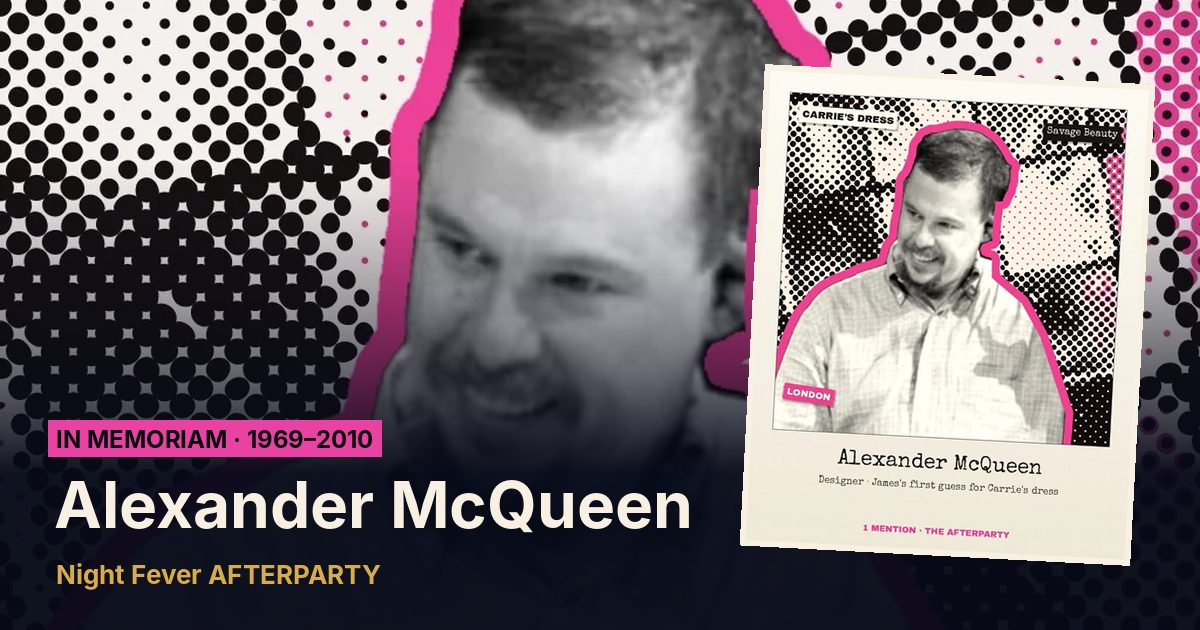 IN MEMORIAM · 1969–2010
Alexander McQueen
Night Fever AFTERPARTY
CARRIE'S DRESS
Savage Beauty
LONDON
Alexander McQueen
Designer · James's first guess for Carrie's dress
1 MENTION · THE AFTERPARTY